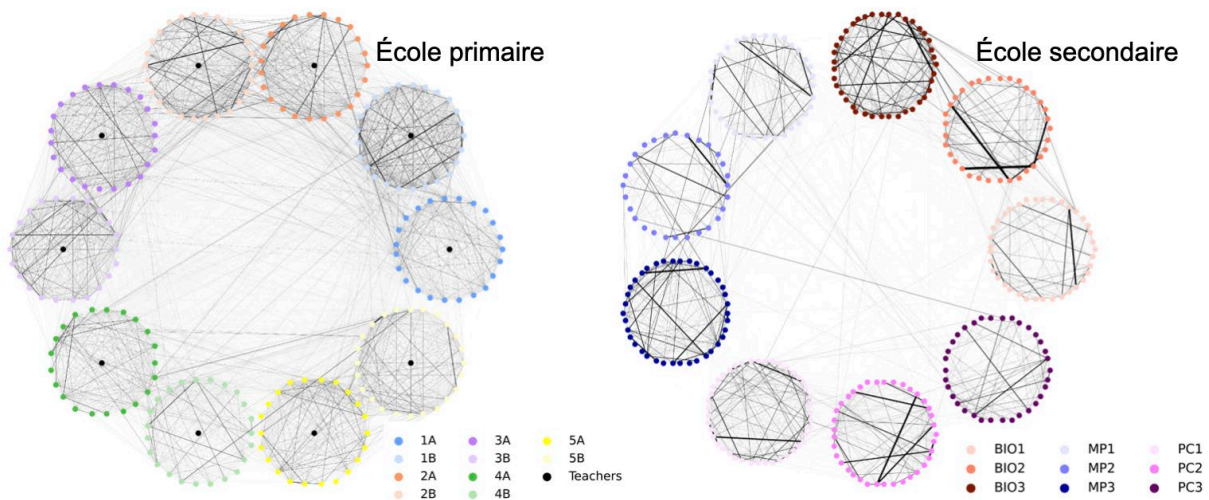 École primaire
École secondaire
1A
1B
2A
2B
3A
3B
4A
4B
5A
5B
Teachers
BIO1
BIO2
BIO3
MP1
MP2
MP3
PC1
PC2
PC3